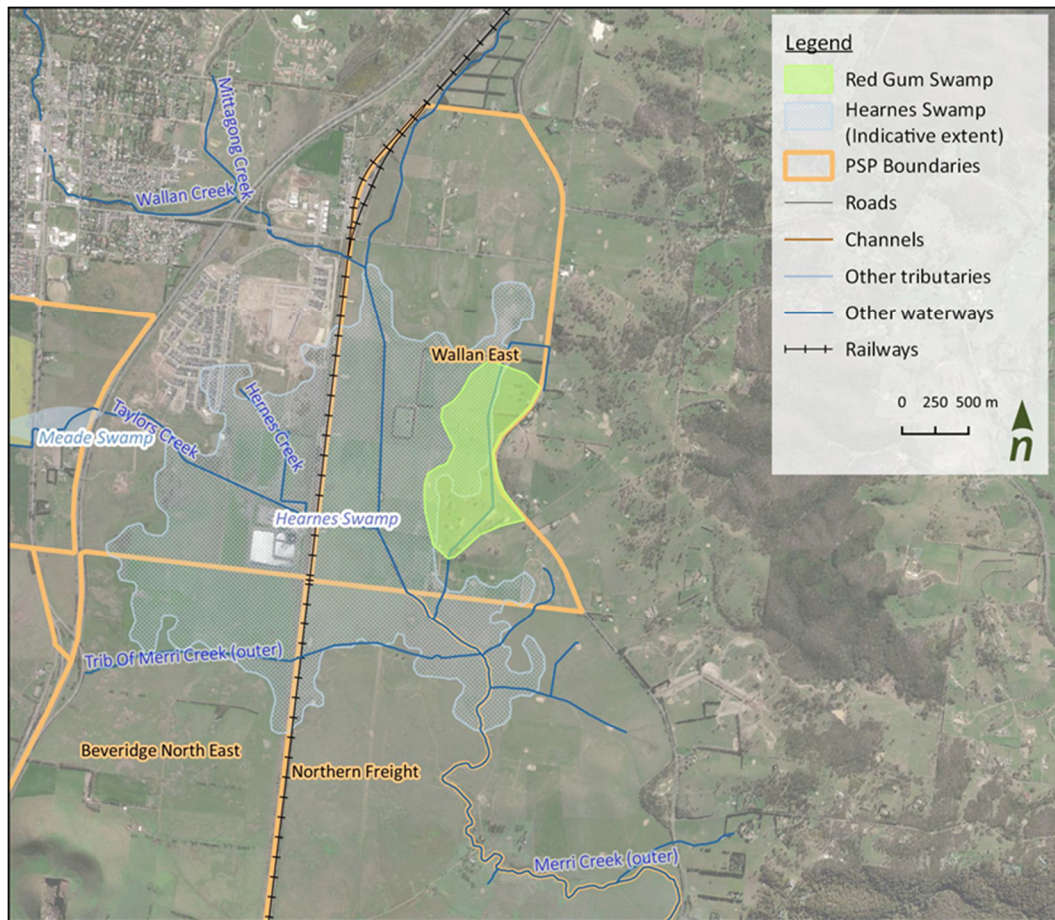 Legend
Red Gum Swamp
Hearnes Swamp
(Indicative extent)
PSP Boundaries
Roads
Channels
Other tributaries
Other waterways
Railways
0 250 500 m
n
Mittagong Creek
Wallan Creek
Wallan East
Taylors Creek
Hernes Creek
Meade Swamp
Hearnes Swamp
Trib Of Merri Creek (outer)
Beveridge North East
Northern Freight
Merri Creek (outer)